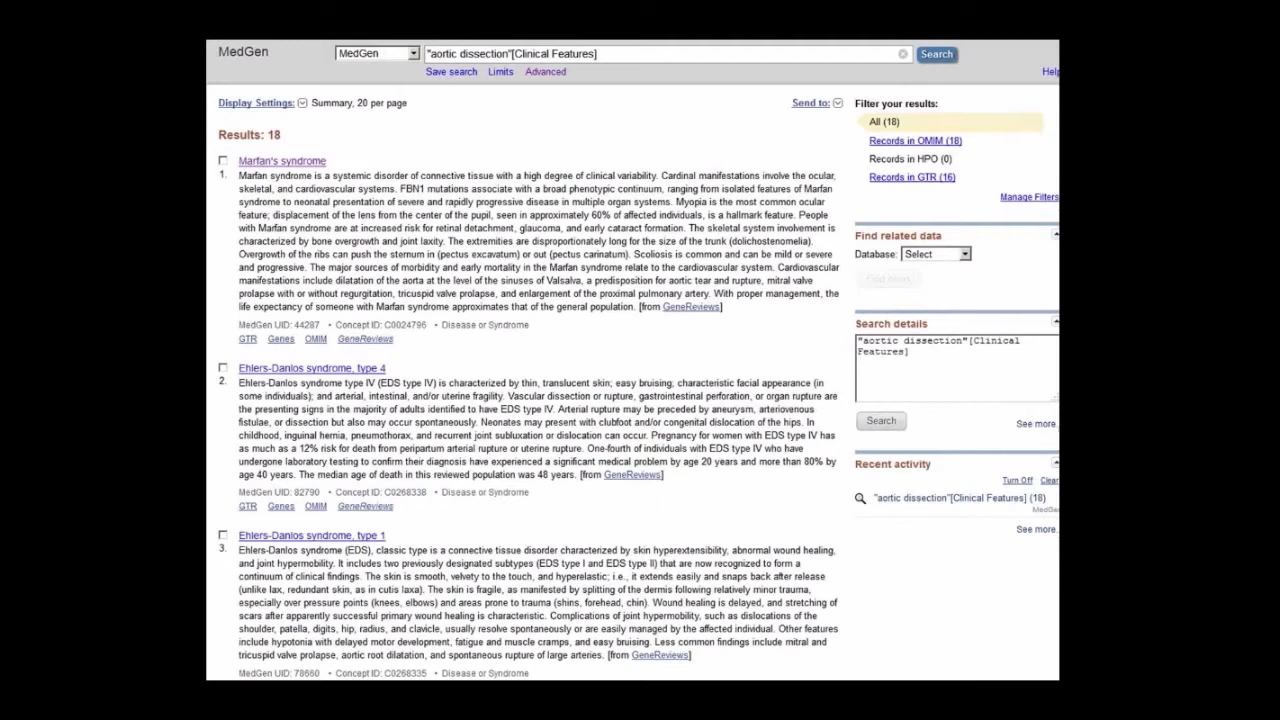 MedGen
MedGen
"aortic dissection"[Clinical Features]
Search
Save search Limits Advanced
Help
Display Settings: Summary, 20 per page
Send to:
Results: 18
Marfan's syndrome
1. Marfan syndrome is a systemic disorder of connective tissue with a high degree of clinical variability. Cardinal manifestations involve the ocular,
skeletal, and cardiovascular systems. FBN1 mutations associate with a broad phenotypic continuum, ranging from isolated features of Marfan
syndrome to neonatal presentation of severe and rapidly progressive disease in multiple organ systems. Myopia is the most common ocular
feature; displacement of the lens from the center of the pupil, seen in approximately 60% of affected individuals, is a hallmark feature. People
with Marfan syndrome are at increased risk for retinal detachment, glaucoma, and early cataract formation. The skeletal system involvement is
characterized by bone overgrowth and joint laxity. The extremities are disproportionately long for the size of the trunk (dolichostenomelia).
Overgrowth of the ribs can push the sternum in (pectus excavatum) or out (pectus carinatum). Scoliosis is common and can be mild or severe
and progressive. The major sources of morbidity and early mortality in the Marfan syndrome relate to the cardiovascular system. Cardiovascular
manifestations include dilatation of the aorta at the level of the sinuses of Valsalva, a predisposition for aortic tear and rupture, mitral valve
prolapse with or without regurgitation, tricuspid valve prolapse, and enlargement of the proximal pulmonary artery. With proper management, the
life expectancy of someone with Marfan syndrome approximates that of the general population. [from GeneReviews]
MedGen UID: 44287 • Concept ID: C0024796 • Disease or Syndrome
GTR Genes OMIM GeneReviews
Ehlers-Danlos syndrome, type 4
2. Ehlers-Danlos syndrome type IV (EDS type IV) is characterized by thin, translucent skin; easy bruising; characteristic facial appearance (in
some individuals); and arterial, intestinal, and/or uterine fragility. Vascular dissection or rupture, gastrointestinal perforation, or organ rupture are
the presenting signs in the majority of adults identified to have EDS type IV. Arterial rupture may be preceded by aneurysm, arteriovenous
fistulae, or dissection but also may occur spontaneously. Neonates may present with clubfoot and/or congenital dislocation of the hips. In
childhood, inguinal hernia, pneumothorax, and recurrent joint subluxation or dislocation can occur. Pregnancy for women with EDS type IV has
as much as a 12% risk for death from peripartum arterial rupture or uterine rupture. One-fourth of individuals with EDS type IV who have
undergone laboratory testing to confirm their diagnosis have experienced a significant medical problem by age 20 years and more than 80% by
age 40 years. The median age of death in this reviewed population was 48 years. [from GeneReviews]
MedGen UID: 82790 • Concept ID: C0268338 • Disease or Syndrome
GTR Genes OMIM GeneReviews
Ehlers-Danlos syndrome, type 1
3. Ehlers-Danlos syndrome (EDS), classic type is a connective tissue disorder characterized by skin hyperextensibility, abnormal wound healing,
and joint hypermobility. It includes two previously designated subtypes (EDS type I and EDS type II) that are now recognized to form a
continuum of clinical findings. The skin is smooth, velvety to the touch, and hyperelastic; i.e., it extends easily and snaps back after release
(unlike lax, redundant skin, as in cutis laxa). The skin is fragile, as manifested by splitting of the dermis following relatively minor trauma,
especially over pressure points (knees, elbows) and areas prone to trauma (shins, forehead, chin). Wound healing is delayed, and stretching of
scars after apparently successful primary wound healing is characteristic. Complications of joint hypermobility, such as dislocations of the
shoulder, patella, digits, hip, radius, and clavicle, usually resolve spontaneously or are easily managed by the affected individual. Other features
include hypotonia with delayed motor development, fatigue and muscle cramps, and easy bruising. Less common findings include mitral and
tricuspid valve prolapse, aortic root dilatation, and spontaneous rupture of large arteries. [from GeneReviews]
MedGen UID: 78660 • Concept ID: C0268335 • Disease or Syndrome
Filter your results:
All (18)
Records in OMIM (18)
Records in HPO (0)
Records in GTR (16)
Manage Filters
Find related data
Database: Select
Find items
Search details
"aortic dissection"[Clinical
Features]
Search
See more.
Recent activity
Turn Off Clear
"aortic dissection"[Clinical Features] (18)
MedGen
See more.